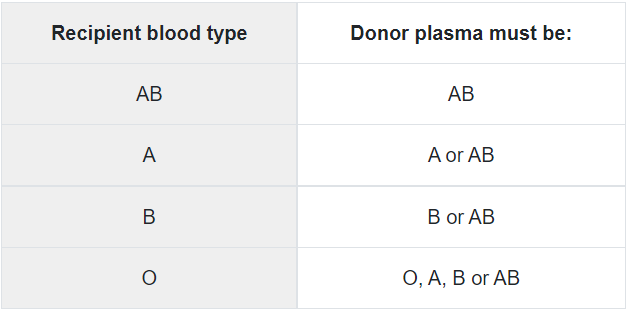 Recipient blood type Donor plasma must be:
AB AB
A A or AB
B B or AB
O O, A, B or AB